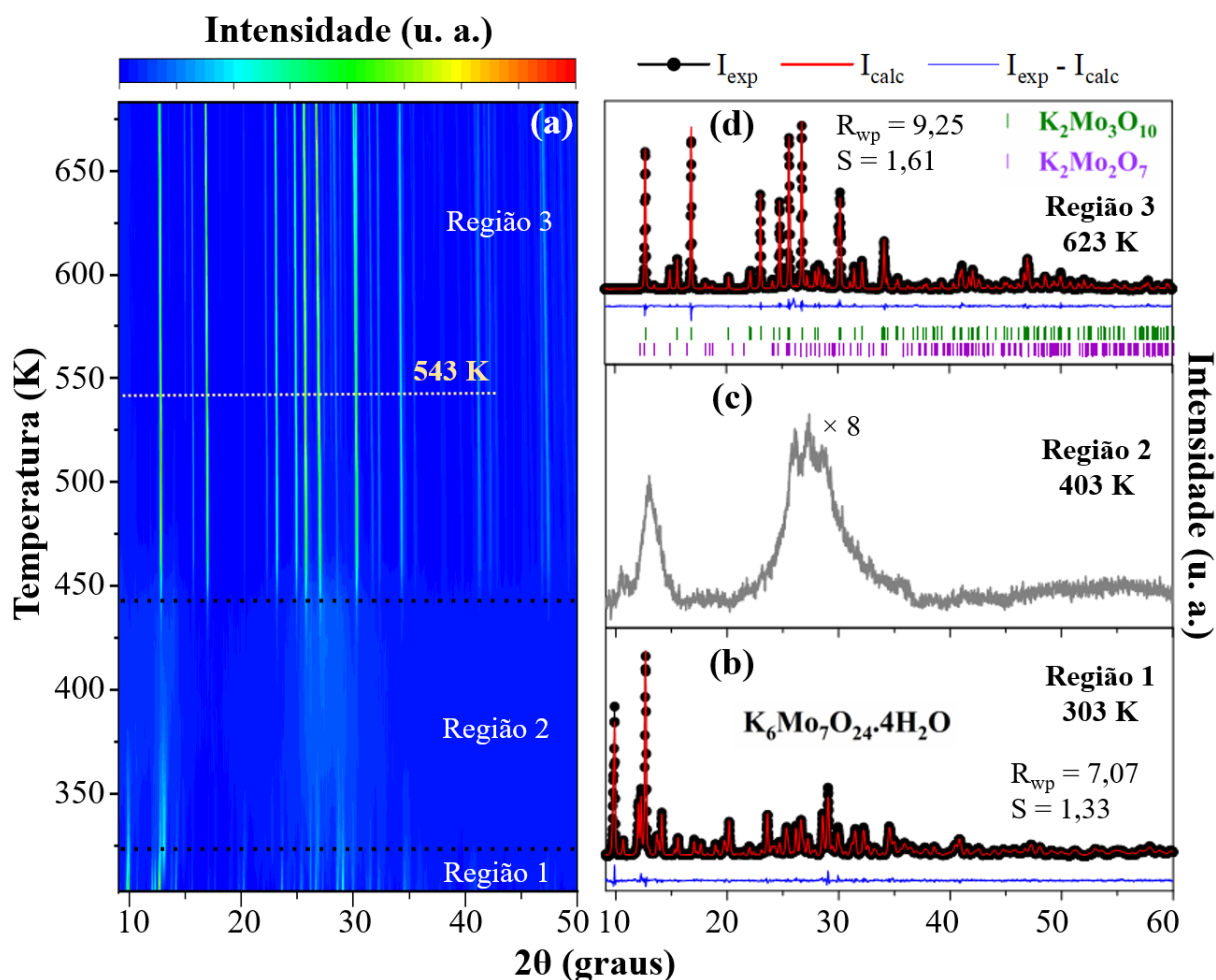 Intensidade (u. a.)
(a)
650
600
550
500
450
400
350
Temperatura (K)
Região 3
543 K
Região 2
Região 1
10 20 30 40 50
I_exp I_calc I_exp - I_calc
(d)
R_wp = 9,25
S = 1,61
K₂Mo₃O₁₀
K₂Mo₂O₇
Região 3
623 K
(c)
× 8
Região 2
403 K
(b)
Região 1
303 K
K₆Mo₇O₂₄.4H₂O
R_wp = 7,07
S = 1,33
10 20 30 40 50 60
Intensidade (u. a.)
2θ (graus)